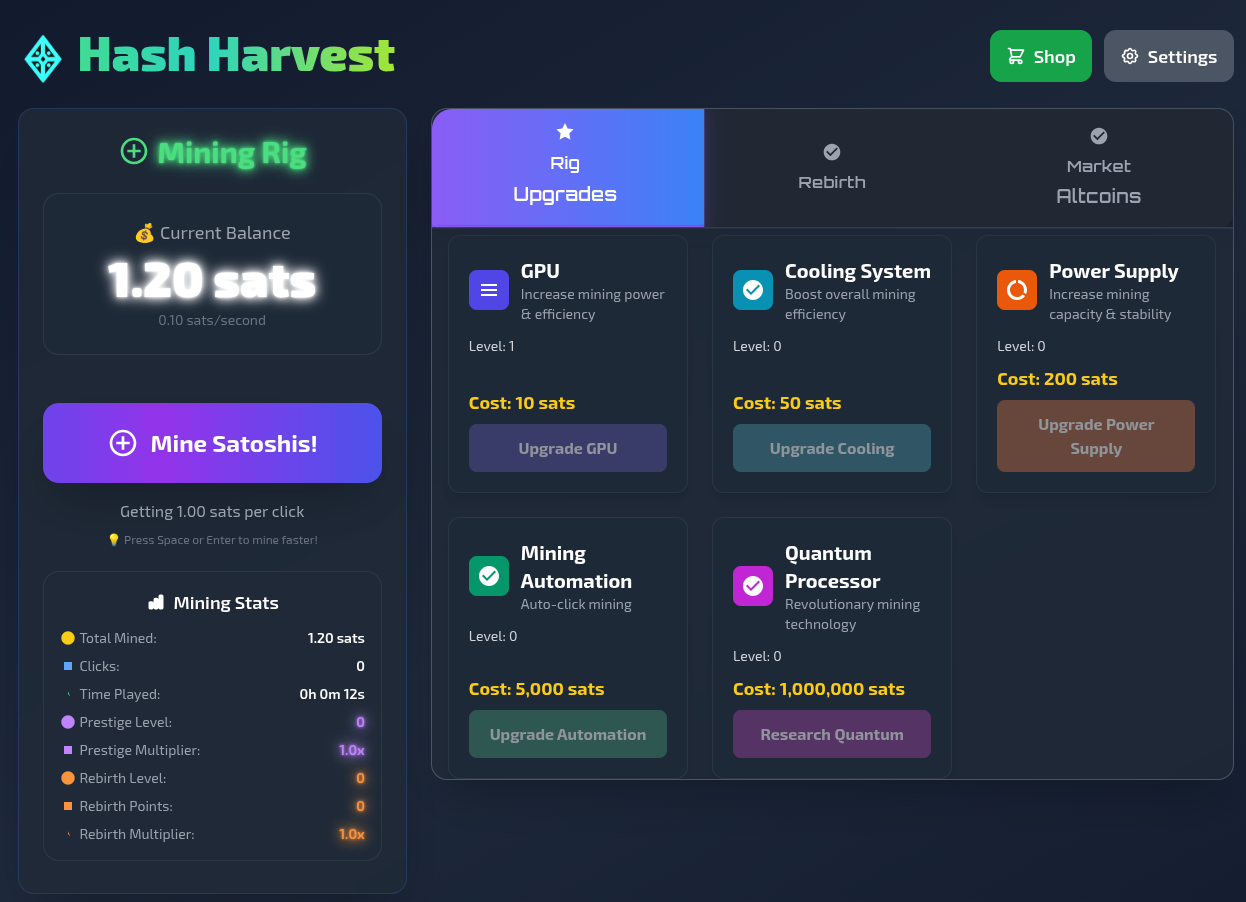 Hash Harvest
Shop
Settings
Mining Rig
💰 Current Balance
1.20 sats
0.10 sats/second
Mine Satoshis!
Getting 1.00 sats per click
💡 Press Space or Enter to mine faster!
Mining Stats
Total Mined: 1.20 sats
Clicks: 0
Time Played: 0h 0m 12s
Prestige Level: 0
Prestige Multiplier: 1.0x
Rebirth Level: 0
Rebirth Points: 0
Rebirth Multiplier: 1.0x
Rig
Upgrades
Rebirth
Market
Altcoins
GPU
Increase mining power
& efficiency
Level: 1
Cost: 10 sats
Upgrade GPU
Cooling System
Boost overall mining
efficiency
Level: 0
Cost: 50 sats
Upgrade Cooling
Power Supply
Increase mining
capacity & stability
Level: 0
Cost: 200 sats
Upgrade Power
Supply
Mining
Automation
Auto-click mining
Level: 0
Cost: 5,000 sats
Upgrade Automation
Quantum
Processor
Revolutionary mining
technology
Level: 0
Cost: 1,000,000 sats
Research Quantum